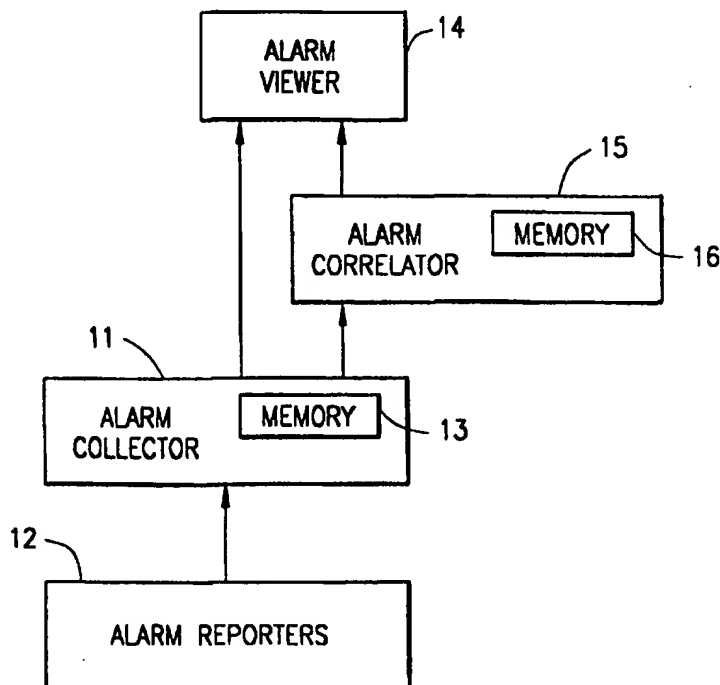 14
ALARM
VIEWER
15
ALARM
CORRELATOR
MEMORY
16
11
ALARM
COLLECTOR
MEMORY
13
12
ALARM REPORTERS